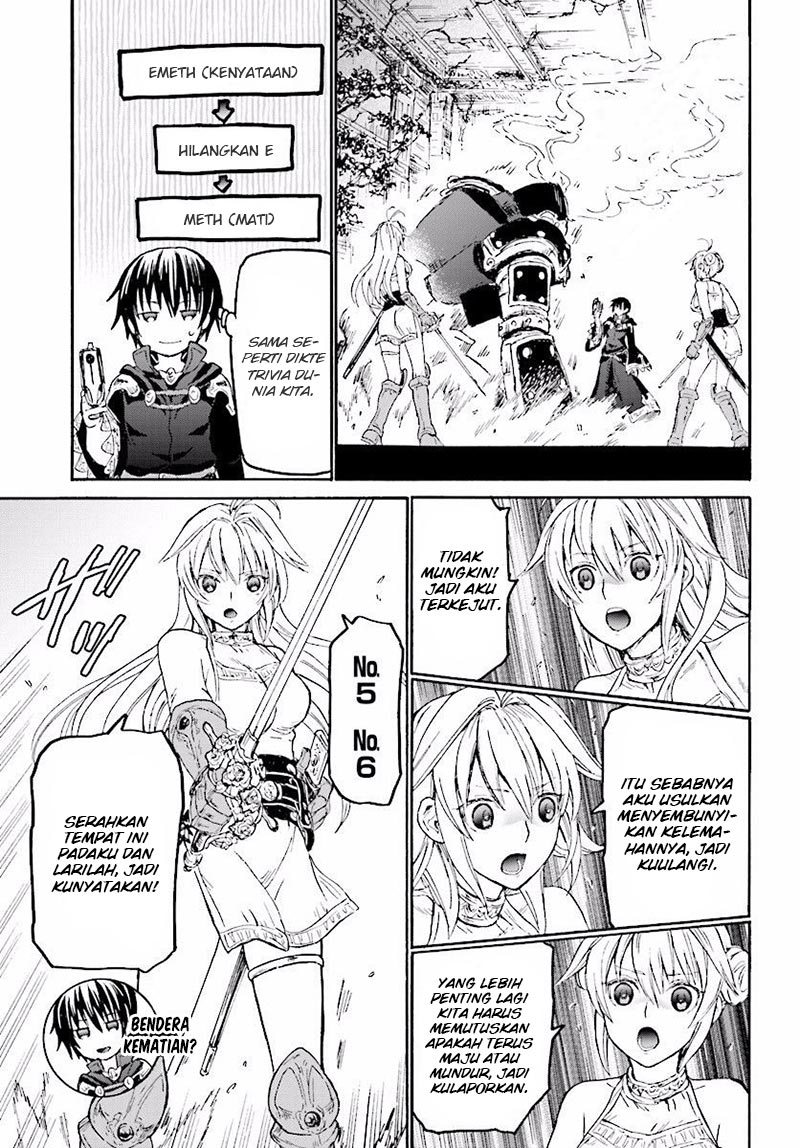 EMETH (KENYATAAN)
HILANGKAN E
METH (MATI)
SAMA SE-
PERTI DIKTE
TRIVIA DU-
NIA KITA.
TIDAK
MUNGKIN!
JADI AKU
TERKEJUT.
ITU SEBABNYA
AKU USULKAN
MENYEMBUNYI-
KAN KELEMA-
HANNYA, JADI
KUULANGI.
YANG LEBIH
PENTING LAGI
KITA HARUS
MEMUTUSKAN
APAKAH TERUS
MAJU ATAU
MUNDUR, JADI
KULAPORKAN.
No.
5
No.
6
SERAHKAN
TEMPAT INI
PADAKU DAN
LARILAH, JADI
KUNYATAKAN!
BENDERA
KEMATIAN?